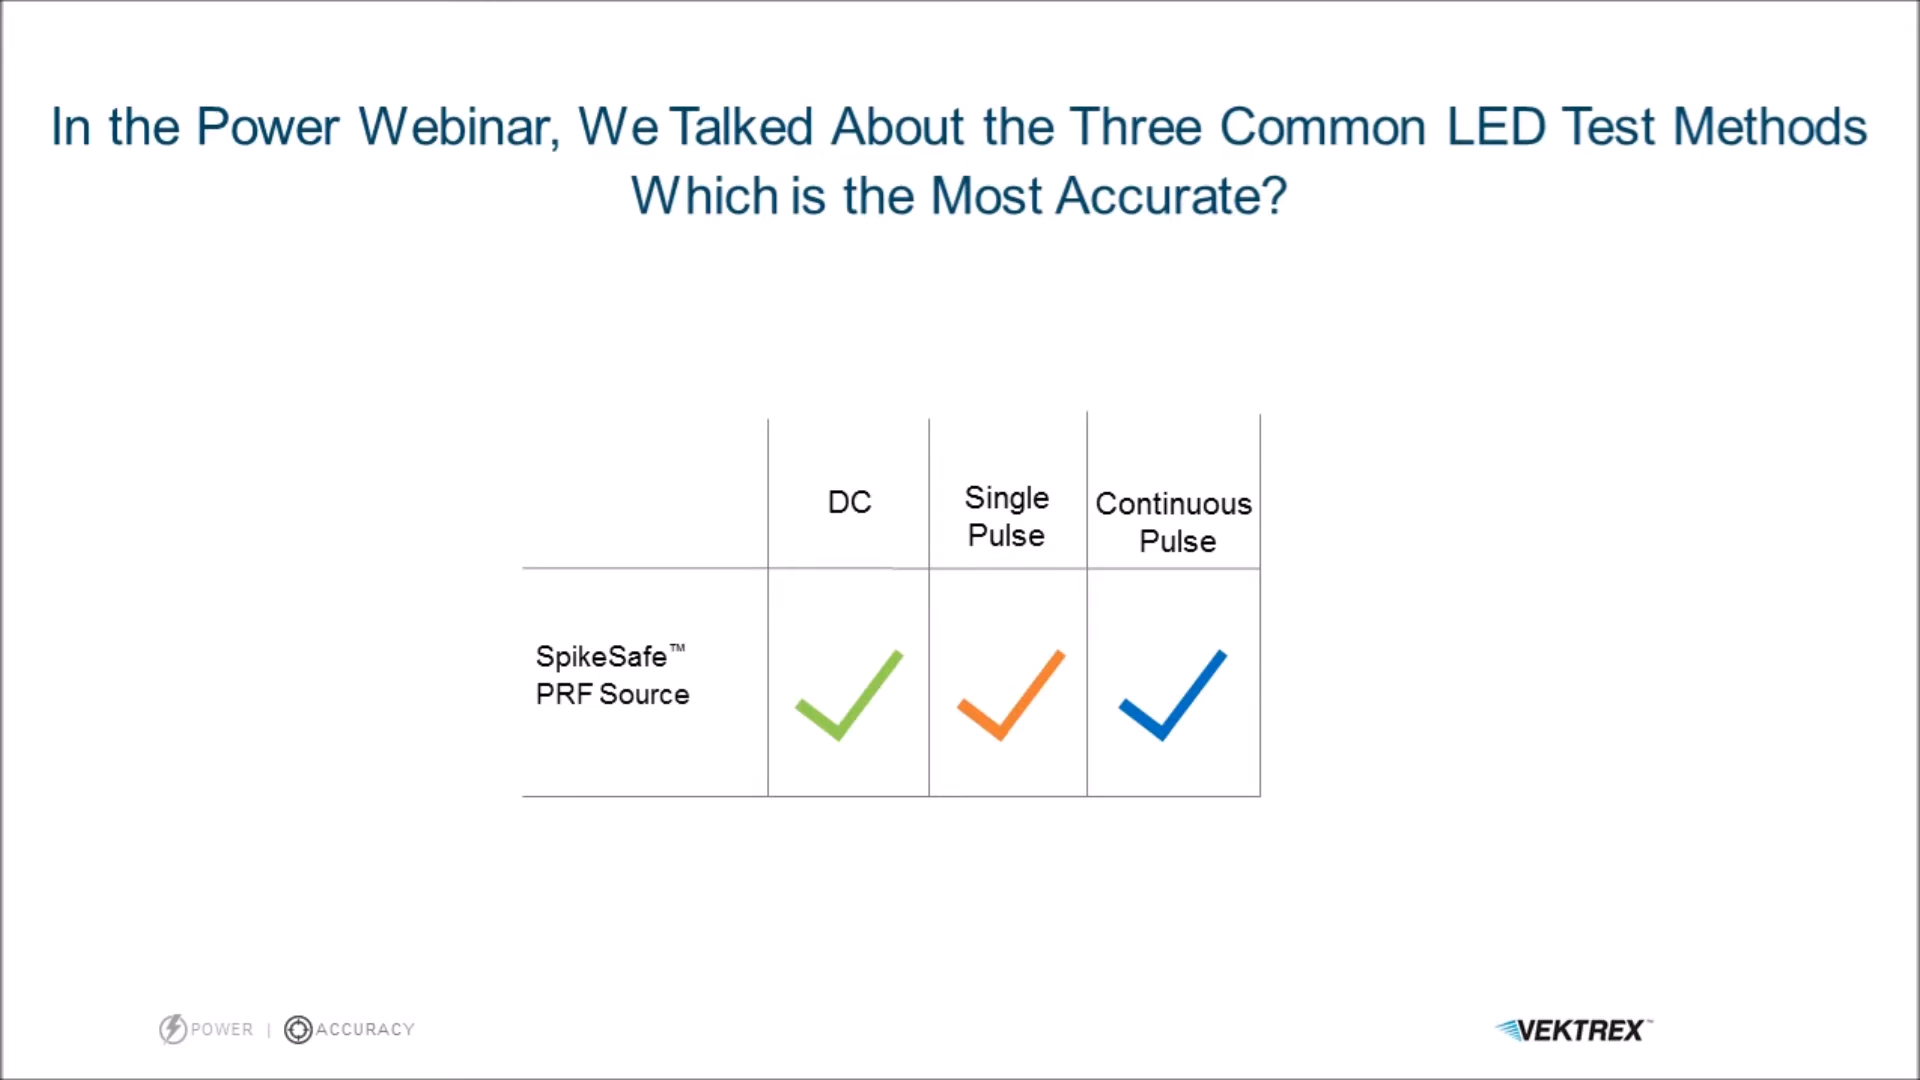 In the Power Webinar, We Talked About the Three Common LED Test Methods
Which is the Most Accurate?
DC
Single
Pulse
Continuous
Pulse
SpikeSafe™
PRF Source
POWER | ACCURACY
VEKTREX™